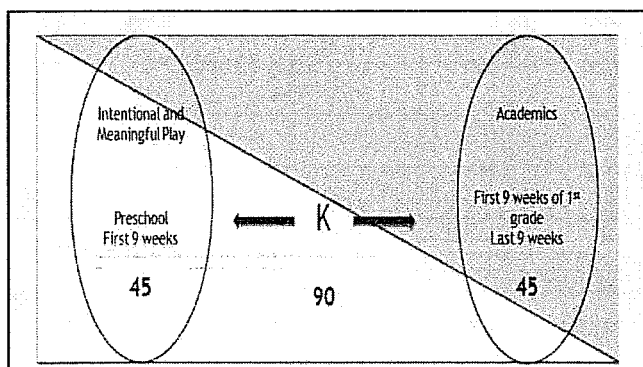 Intentional and
Meaningful Play
Preschool
First 9 weeks
45
K
90
Academics
First 9 weeks of 1st
grade
Last 9 weeks
45